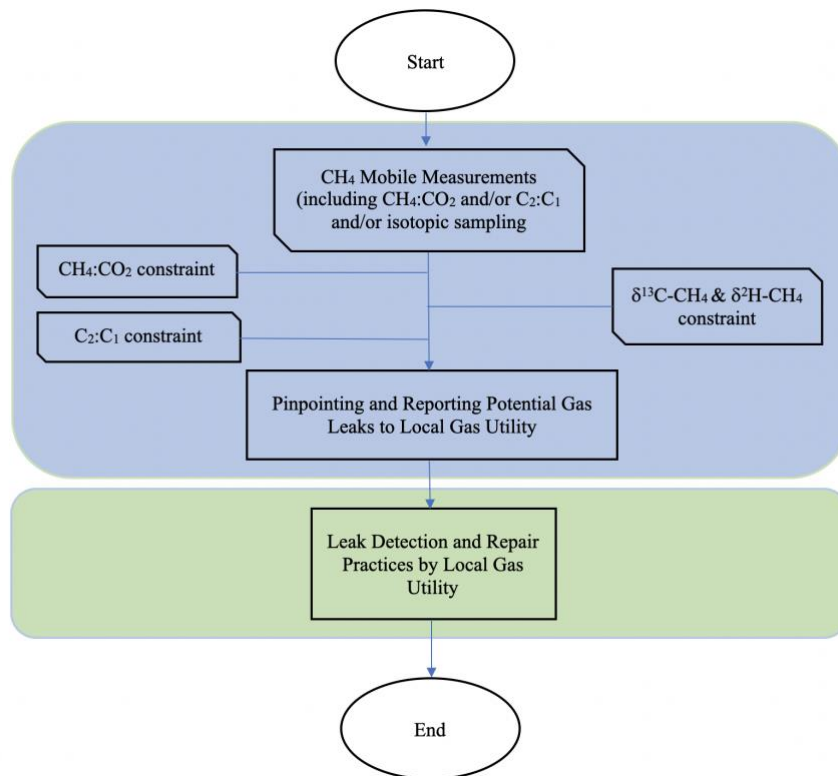 Start
CH₄ Mobile Measurements
(including CH₄:CO₂ and/or C₂:C₁
and/or isotopic sampling
CH₄:CO₂ constraint
δ¹³C-CH₄ & δ²H-CH₄
constraint
C₂:C₁ constraint
Pinpointing and Reporting Potential Gas
Leaks to Local Gas Utility
Leak Detection and Repair
Practices by Local Gas
Utility
End